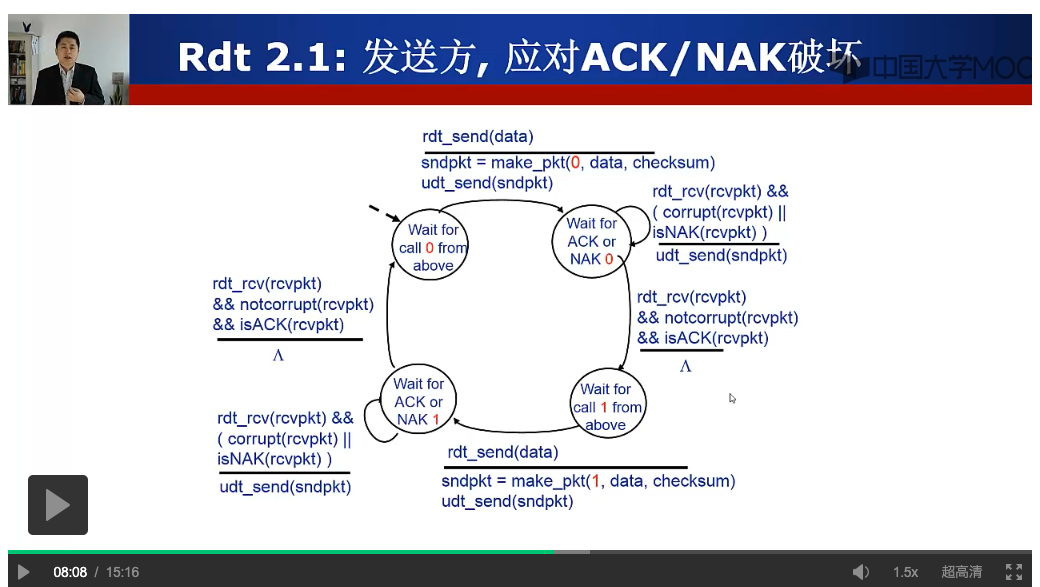 Rdt 2.1: 发送方, 应对ACK/NAK破坏
中国大学MOO
rdt_send(data)
sndpkt = make_pkt(0, data, checksum)
udt_send(sndpkt)
rdt_rcv(rcvpkt) &&
( corrupt(rcvpkt) ||
isNAK(rcvpkt) )
udt_send(sndpkt)
Wait for
call 0 from
above
Wait for
ACK or
NAK 0
rdt_rcv(rcvpkt)
&& notcorrupt(rcvpkt)
&& isACK(rcvpkt)
Λ
rdt_rcv(rcvpkt)
&& notcorrupt(rcvpkt)
&& isACK(rcvpkt)
Λ
Wait for
ACK or
NAK 1
Wait for
call 1 from
above
rdt_rcv(rcvpkt) &&
( corrupt(rcvpkt) ||
isNAK(rcvpkt) )
udt_send(sndpkt)
rdt_send(data)
sndpkt = make_pkt(1, data, checksum)
udt_send(sndpkt)
08:08 / 15:16
1.5x
超高清